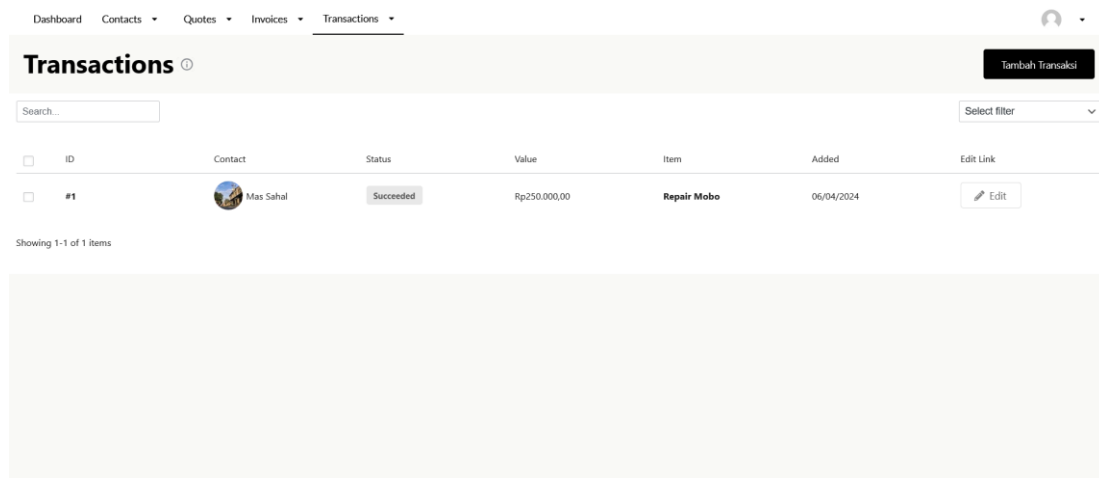 Dashboard Contacts Quotes Invoices Transactions
Transactions
Tambah Transaksi
Search...
Select filter
ID Contact Status Value Item Added Edit Link
#1 Mas Sahal Succeeded Rp250.000,00 Repair Mobo 06/04/2024 Edit
Showing 1-1 of 1 items